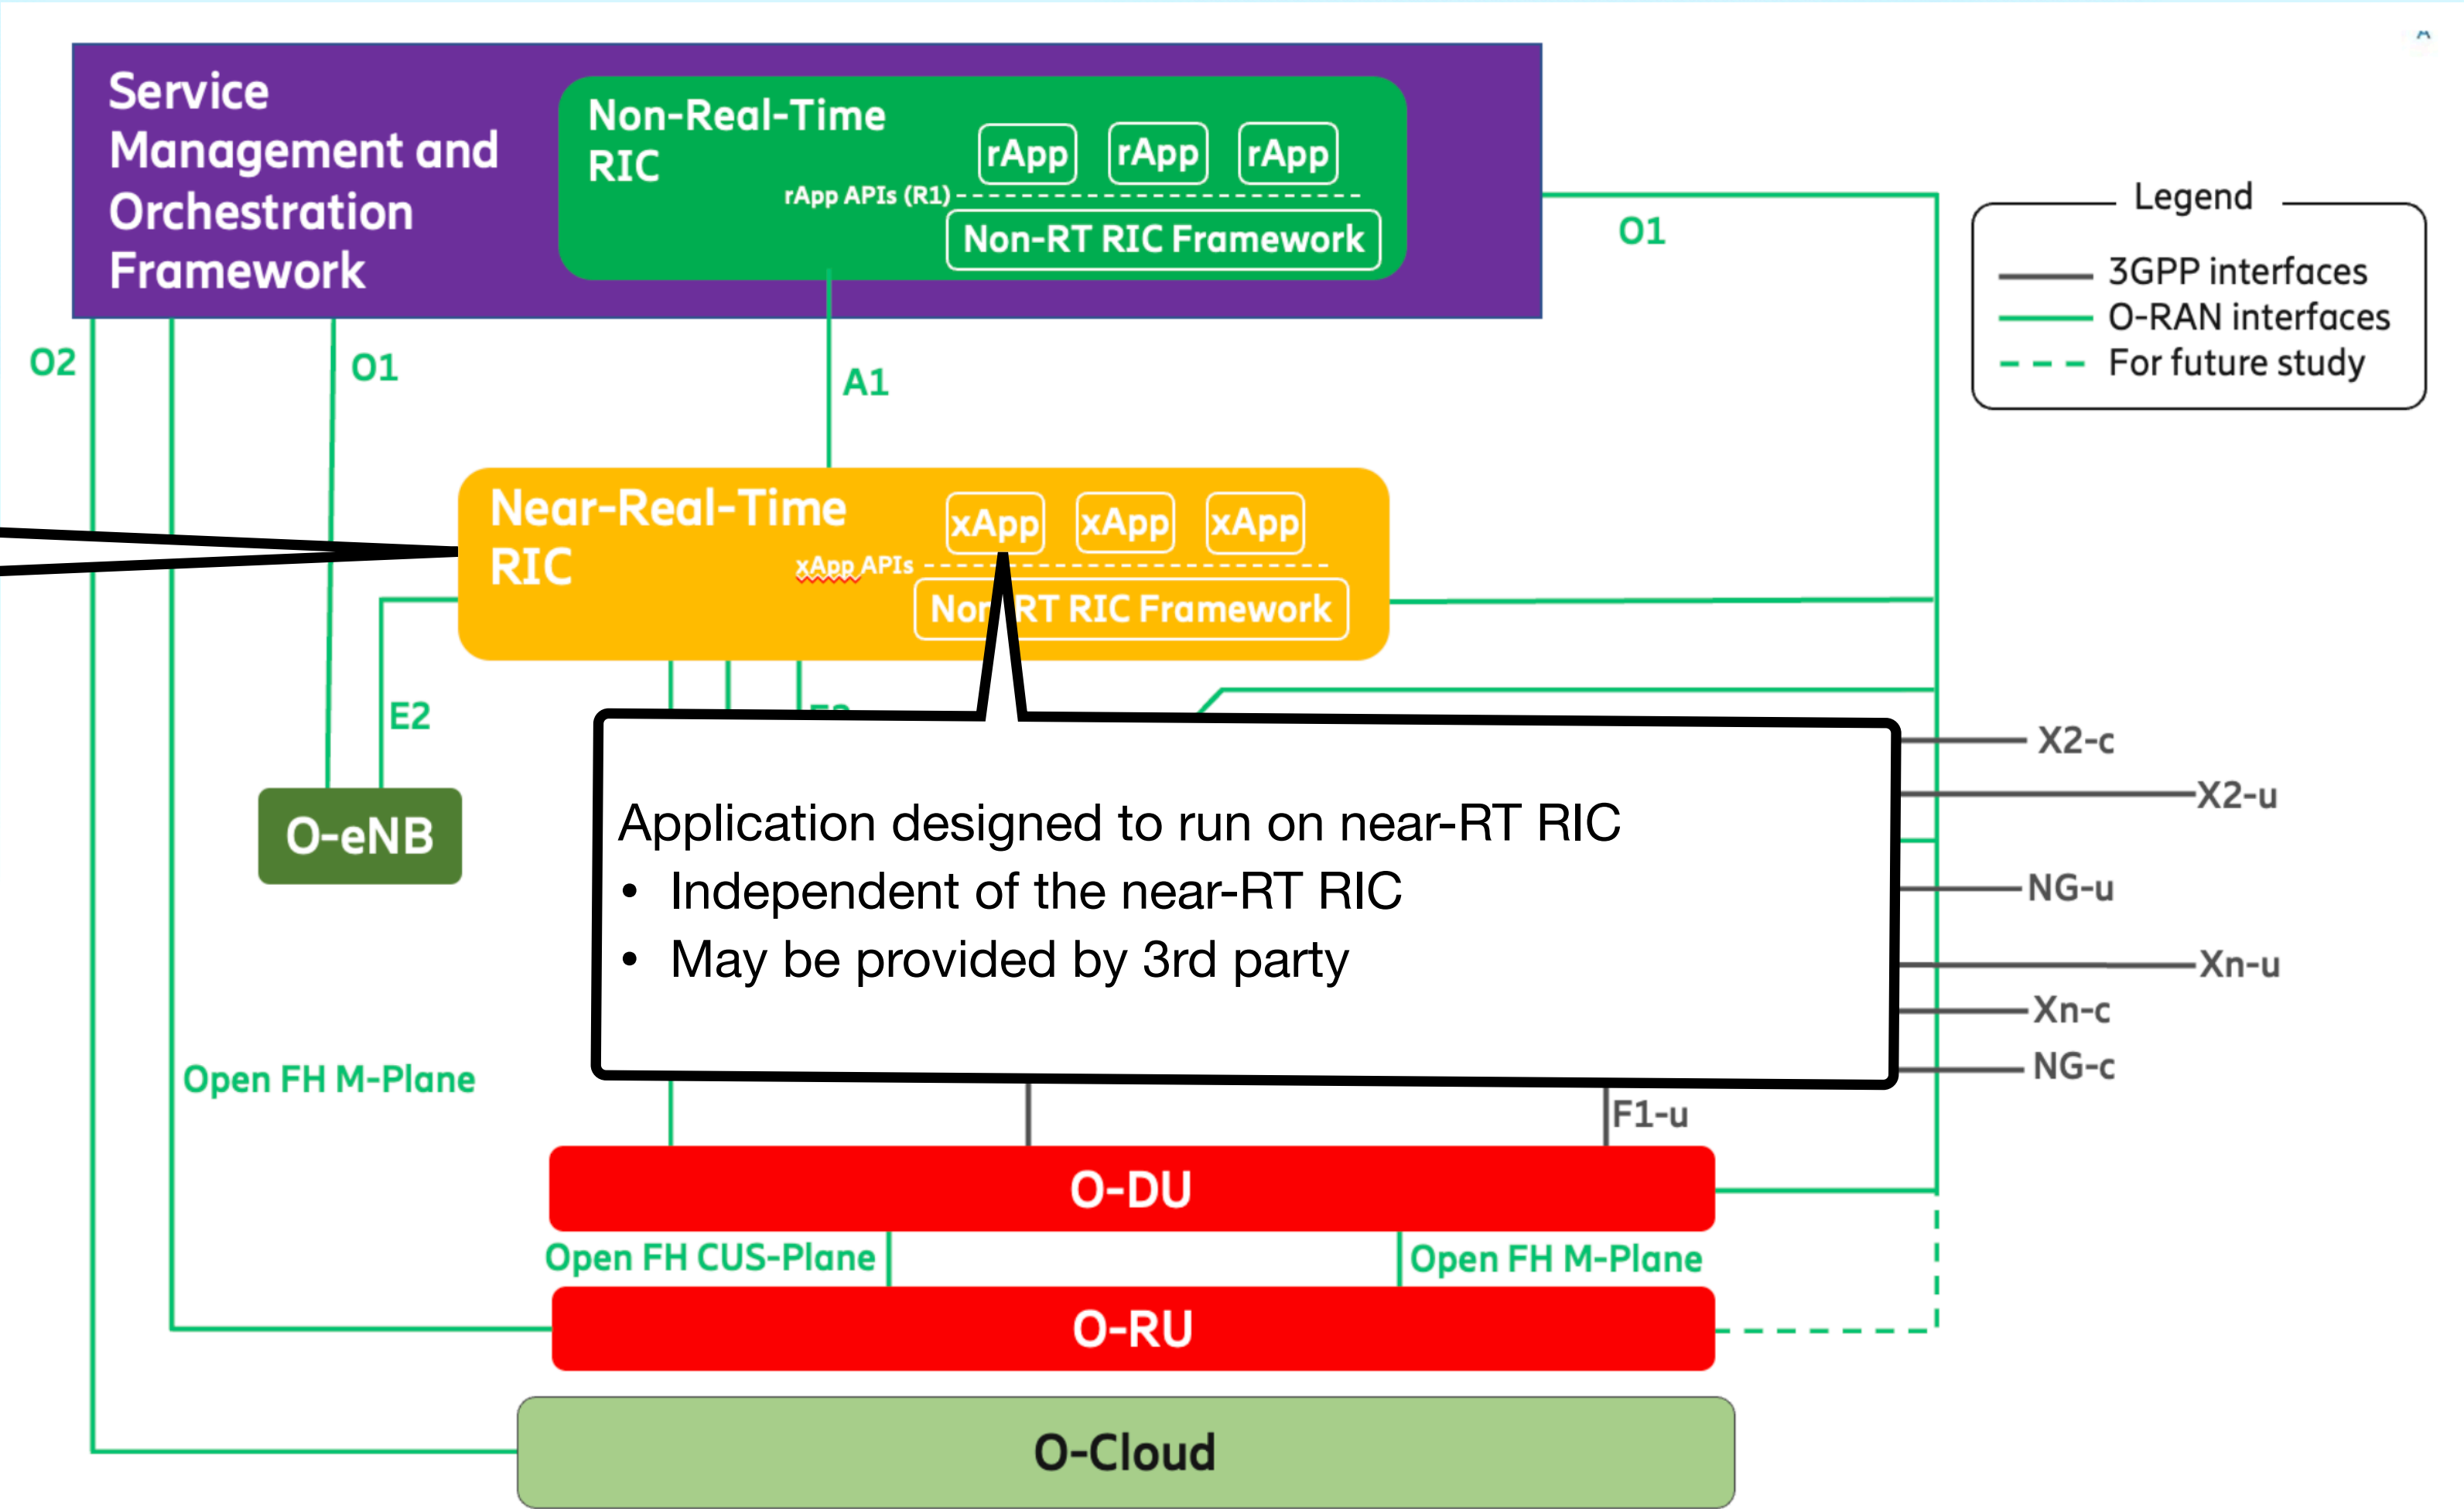 Service
Management and
Orchestration
Framework
Non-Real-Time
RIC
rApp
rApp
rApp
rApp APIs (R1)
Non-RT RIC Framework
O1
Legend
3GPP interfaces
O-RAN interfaces
For future study
O2
O1
A1
Near-Real-Time
RIC
xApp
xApp
xApp
xApp APIs
RT RIC Framework
E2
O-eNB
Application designed to run on near-RT RIC
• Independent of the near-RT RIC
• May be provided by 3rd party
X2-c
X2-u
NG-u
Xn-u
Xn-c
NG-c
Open FH M-Plane
F1-u
O-DU
Open FH CUS-Plane
Open FH M-Plane
O-RU
O-Cloud